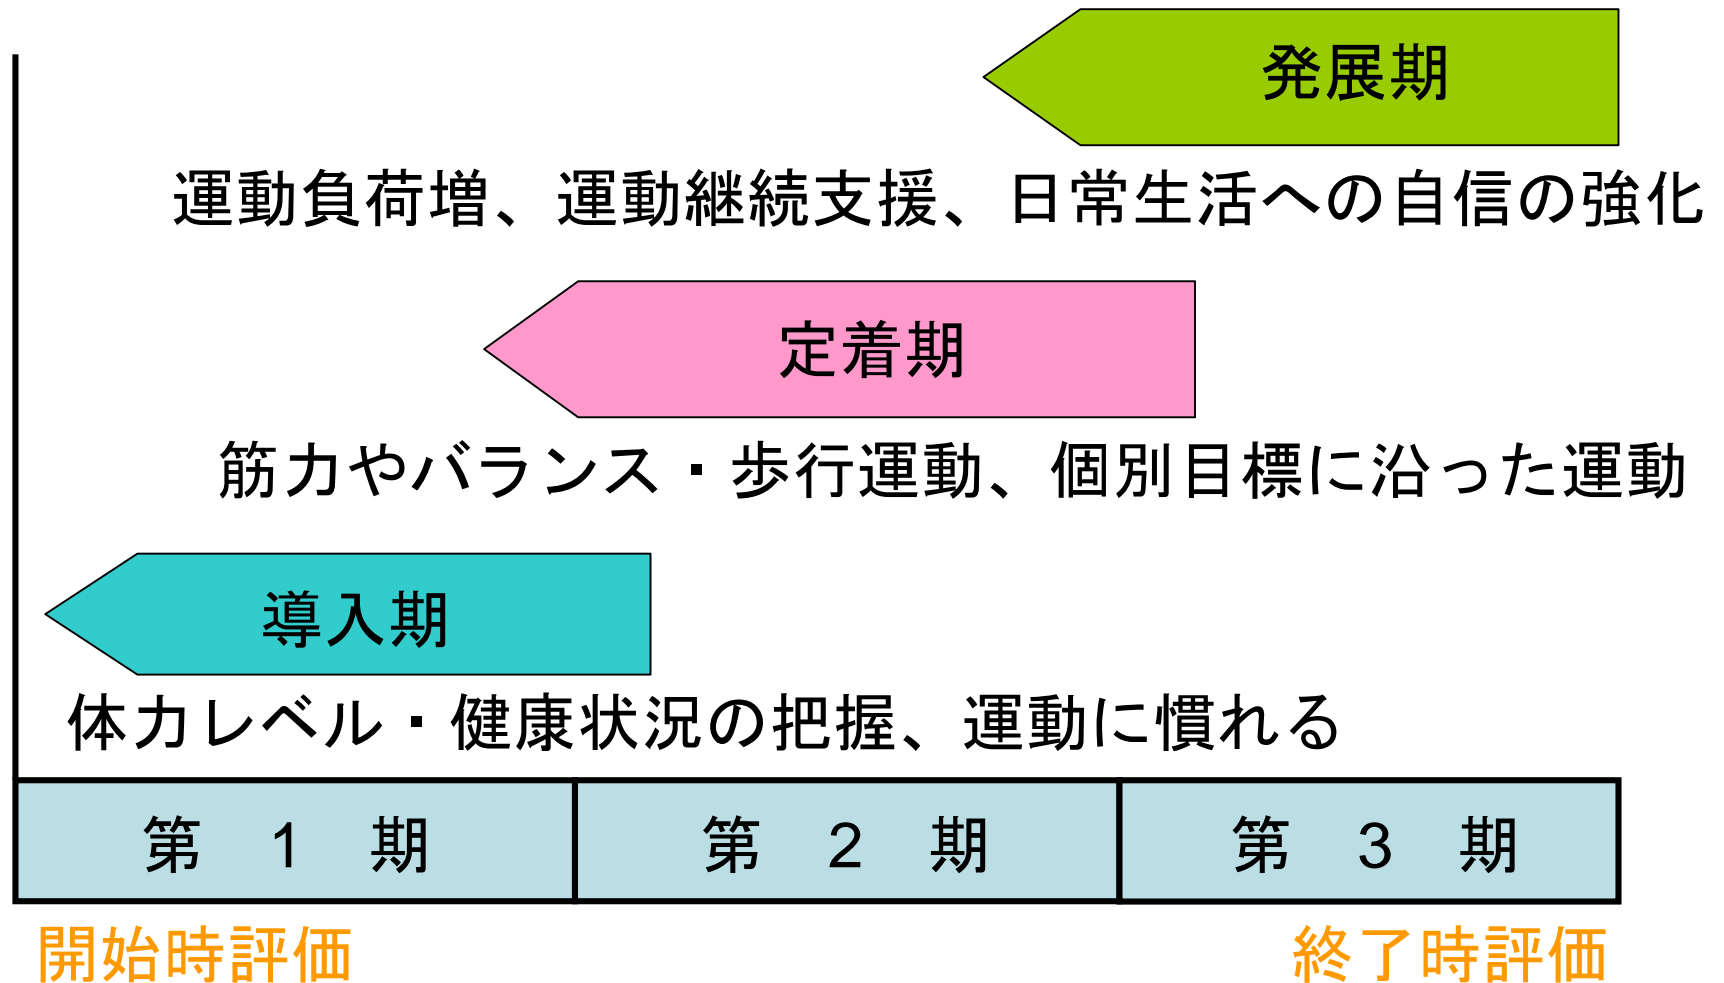 発展期
運動負荷増、運動継続支援、日常生活への自信の強化
定着期
筋力やバランス・歩行運動、個別目標に沿った運動
導入期
体力レベル・健康状況の把握、運動に慣れる
第　1　期
第　2　期
第　3　期
開始時評価
終了時評価